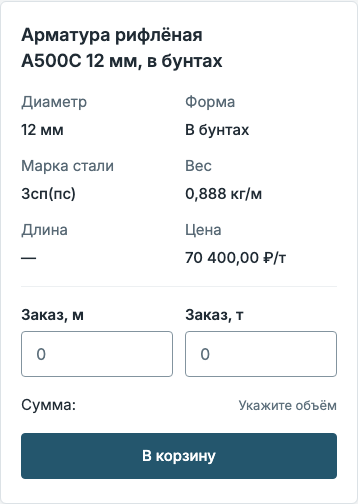 Арматура рифлёная
А500С 12 мм, в бунтах
Диаметр
Форма
12 мм
В бунтах
Марка стали
Вес
3сп(пс)
0,888 кг/м
Длина
Цена
—
70 400,00 ₽/т
Заказ, м
Заказ, т
0
0
Сумма:
Укажите объём
В корзину